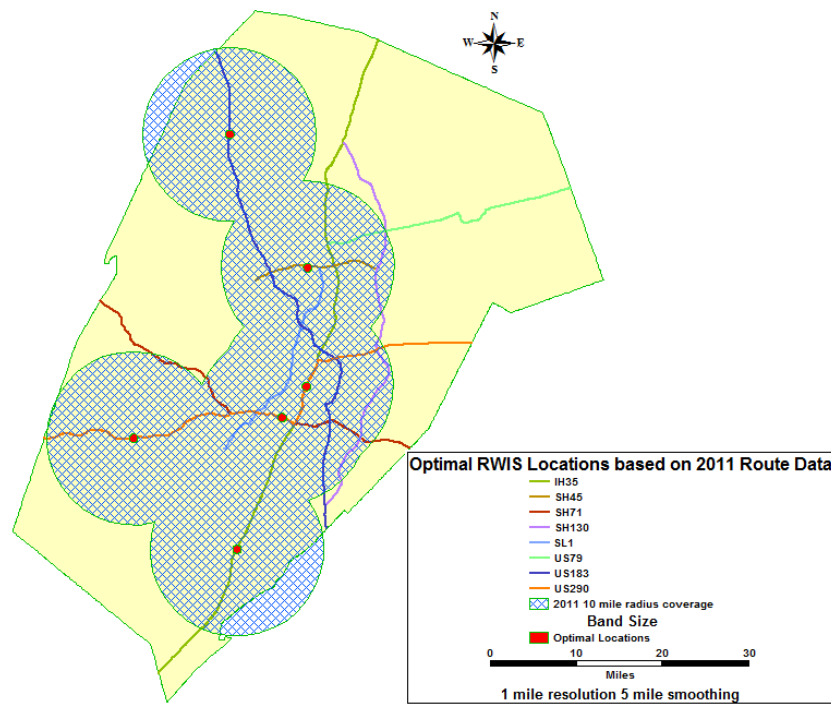 N
W E
S
Optimal RWIS Locations based on 2011 Route Data
IH35
SH45
SH71
SH130
SL1
US79
US183
US290
2011 10 mile radius coverage
Band Size
Optimal Locations
0 10 20 30
Miles
1 mile resolution 5 mile smoothing